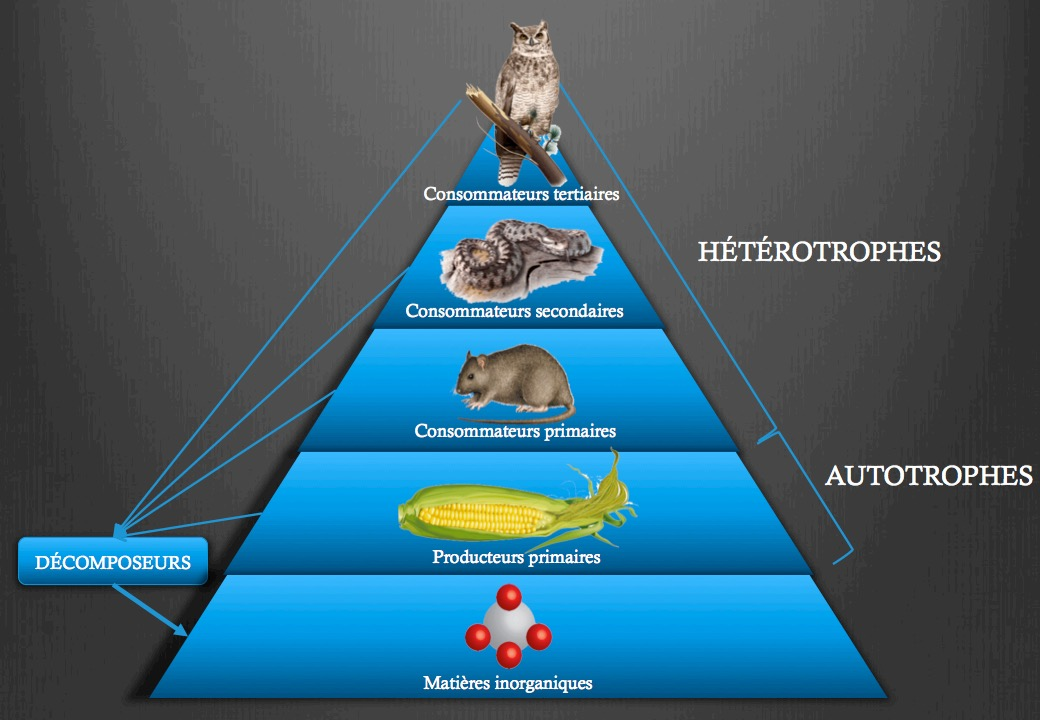 Consommateurs tertiaires
HÉTÉROTROPHES
Consommateurs secondaires
Consommateurs primaires
AUTOTROPHES
Producteurs primaires
DÉCOMPOSEURS
Matières inorganiques